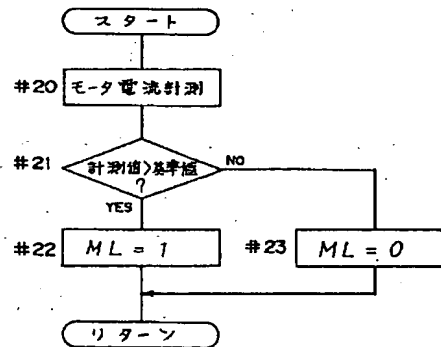 スタート
#20 モータ電流計測
#21 計測値>基準値
?
NO
YES
#22 ML = 1
#23 ML = 0
リターン